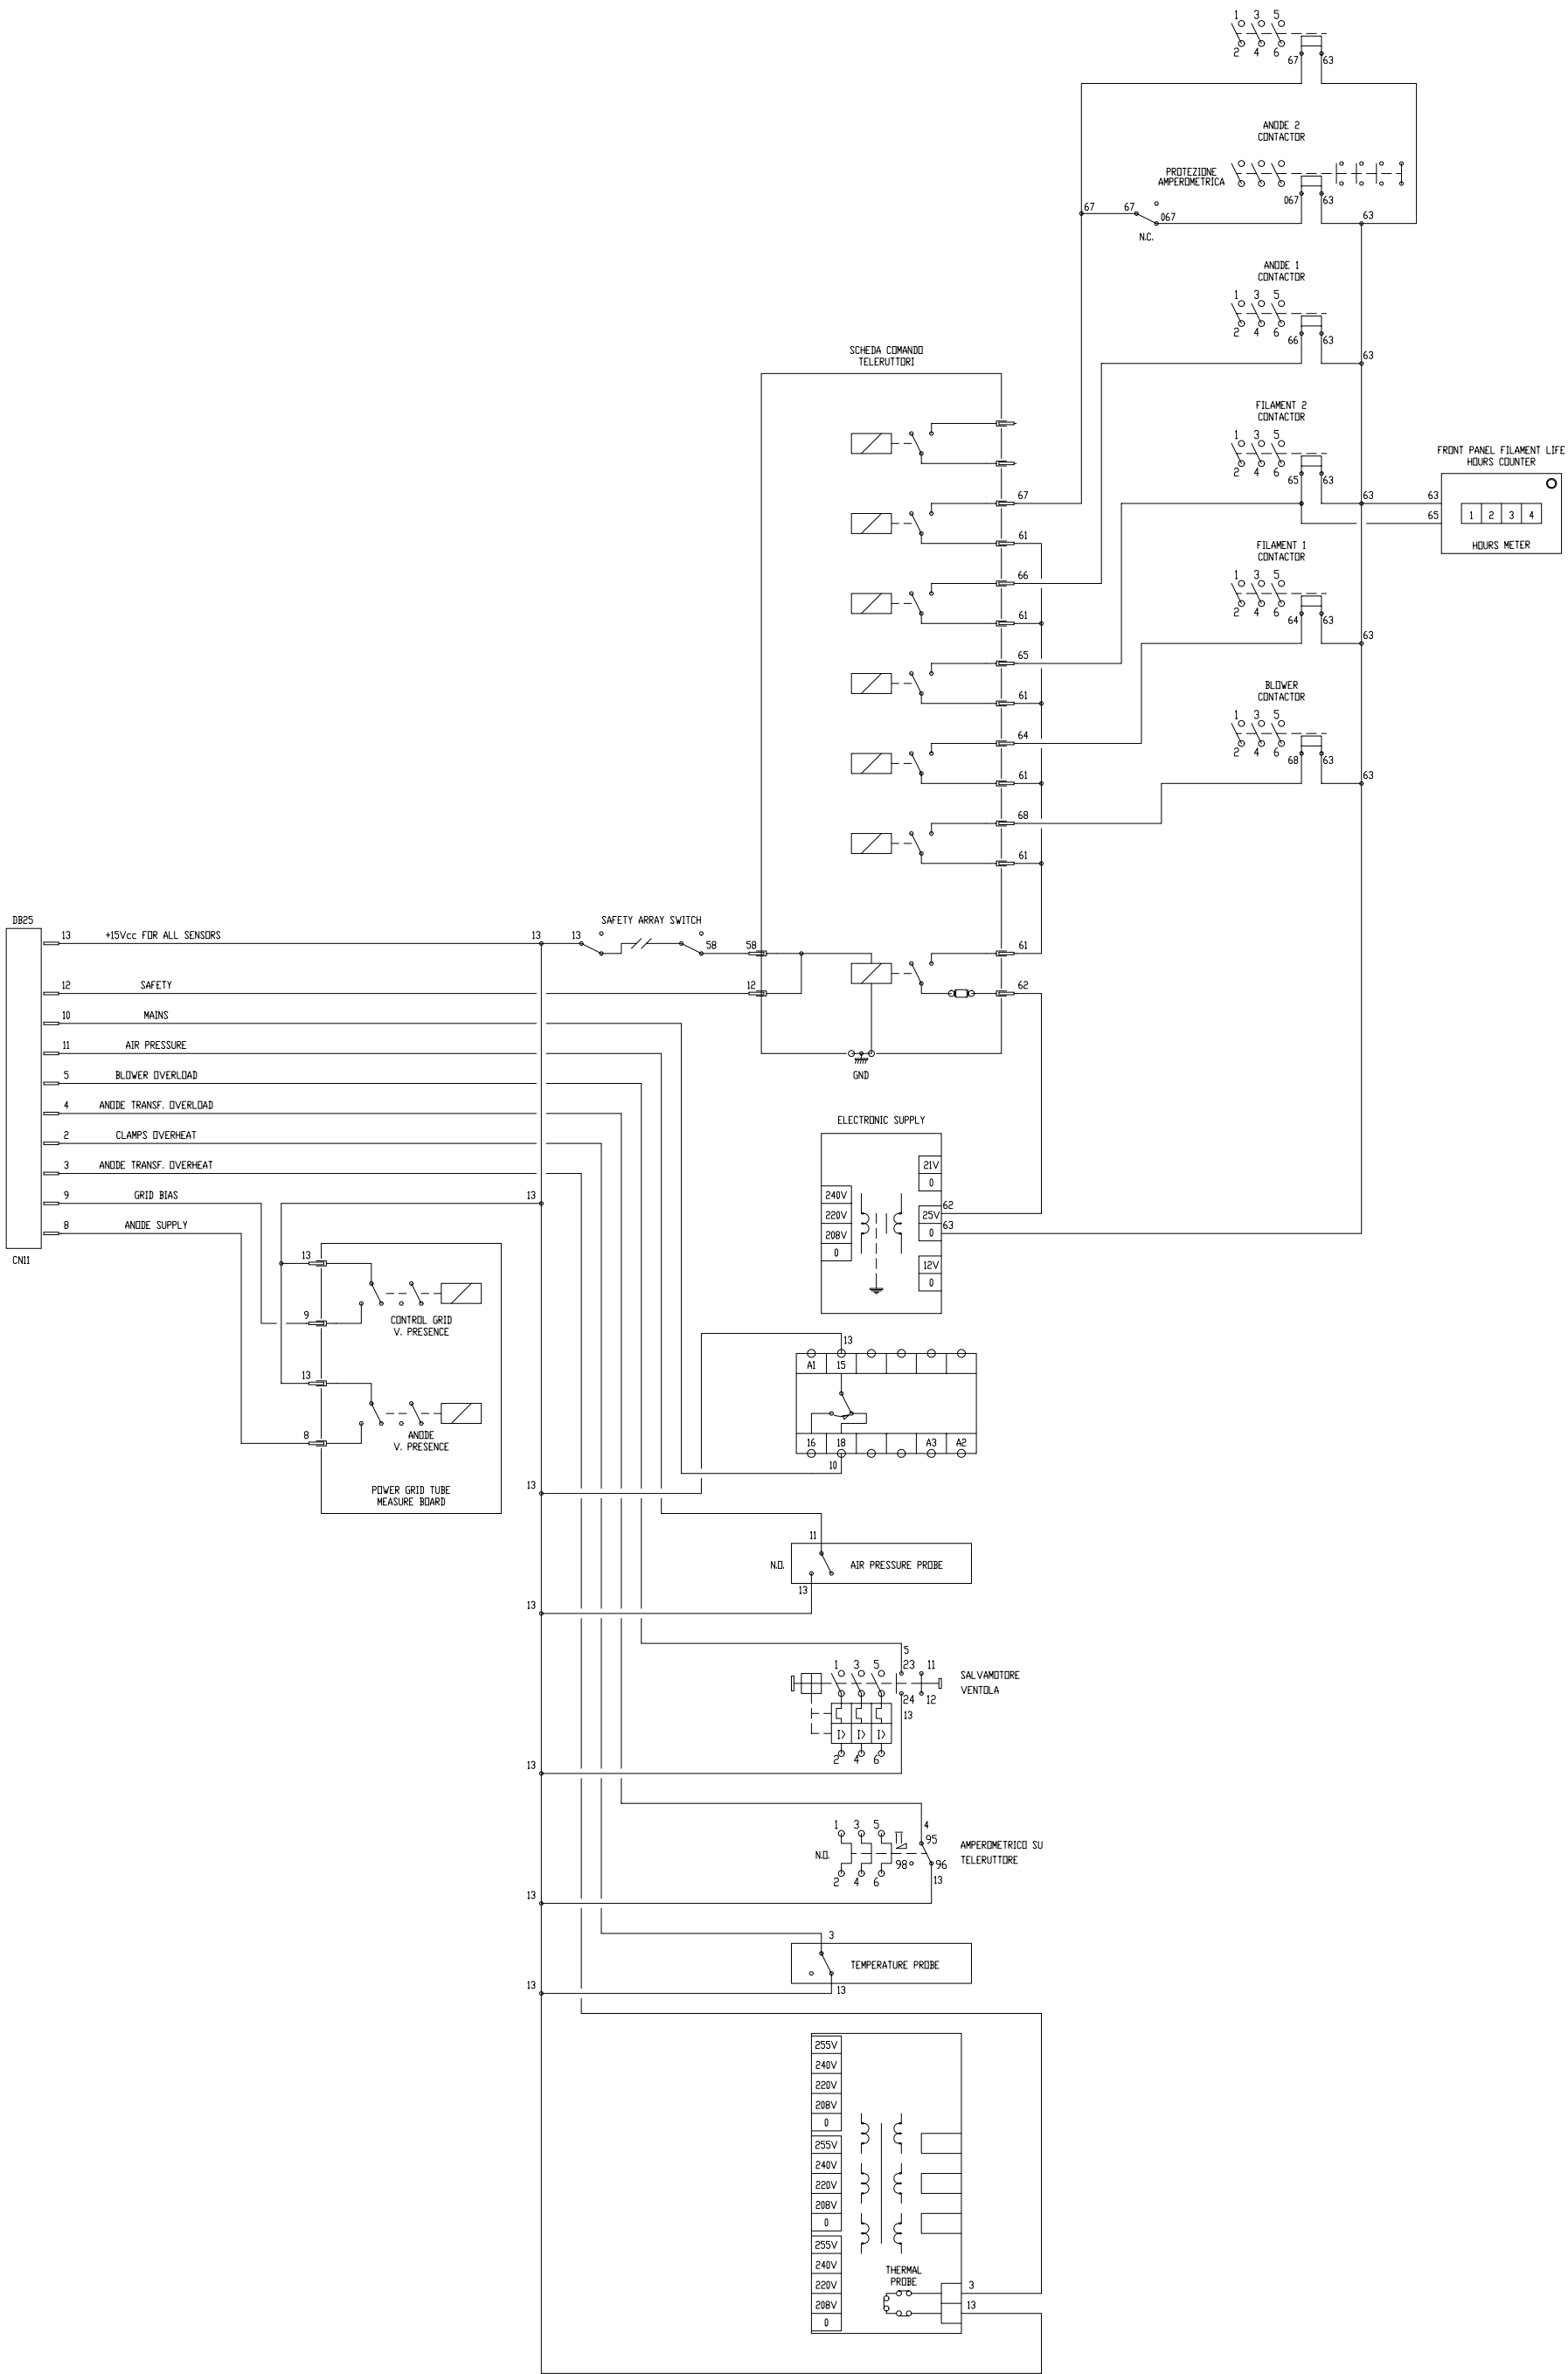 1 3 5
2 4 6
67 63
ANODE 2
CONTACTOR
PROTEZIONE
AMPEROMETRICA
067 63
67 67 067 63
N.C.
ANODE 1
CONTACTOR
1 3 5
2 4 6
66 63
63
SCHEDA COMANDO
TELERUTTORI
FILAMENT 2
CONTACTOR
1 3 5
2 4 6
65 63
FRONT PANEL FILAMENT LIFE
HOURS COUNTER
67 63 63
65
1 2 3 4
HOURS METER
61
FILAMENT 1
CONTACTOR
66
1 3 5
2 4 6
64 63
61
63
65
BLOWER
CONTACTOR
61
1 3 5
2 4 6
68 63
64
61
63
68
61
DB25
13 +15Vcc FOR ALL SENSORS 13 13
SAFETY ARRAY SWITCH
58 58 61
12 SAFETY 12 62
10 MAINS
11 AIR PRESSURE
GND
5 BLOWER OVERLOAD
4 ANODE TRANSF. OVERLOAD
2 CLAMPS OVERHEAT
3 ANODE TRANSF. OVERHEAT
9 GRID BIAS 13
8 ANODE SUPPLY
CN11
ELECTRONIC SUPPLY
21V
0
240V
220V
208V
0
62
25V
63
0
12V
0
13
9
CONTROL GRID
V. PRESENCE
13
8
ANODE
V. PRESENCE
POWER GRID TUBE
MEASURE BOARD
13
A1 15
16 18 A3 A2
10
13
11
N.O. AIR PRESSURE PROBE
13
13
5
1 3 5 23 11
SALVAMOTORE
VENTOLA
24 12
13
I> I> I>
2 4 6
13
4
1 3 5 95
N.O.
AMPEROMETRICO SU
TELERUTTORE
98 96
2 4 6 13
13
3
TEMPERATURE PROBE
13 13
255V
240V
220V
208V
0
255V
240V
220V
208V
0
255V
240V
220V
208V
0
THERMAL
PROBE
3
13